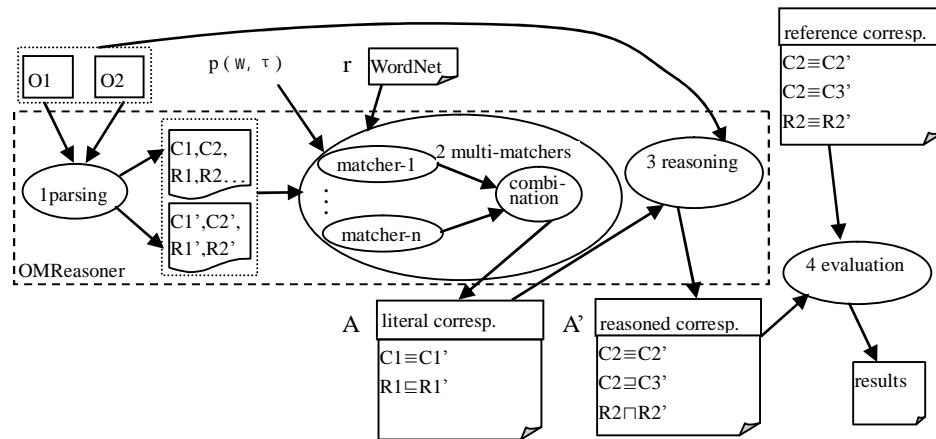 O1
O2
p(w, τ)
r
WordNet
reference corresp.
C2≡C2'
C2≡C3'
R2≡R2'
1parsing
C1,C2,
R1,R2...
C1',C2',
R1',R2'
OMReasoner
matcher-1
⋮
matcher-n
2 multi-matchers
combi-
nation
3 reasoning
4 evaluation
A
literal corresp.
C1≡C1'
R1⊑R1'
A'
reasoned corresp.
C2≡C2'
C2⊒C3'
R2⊓R2'
results